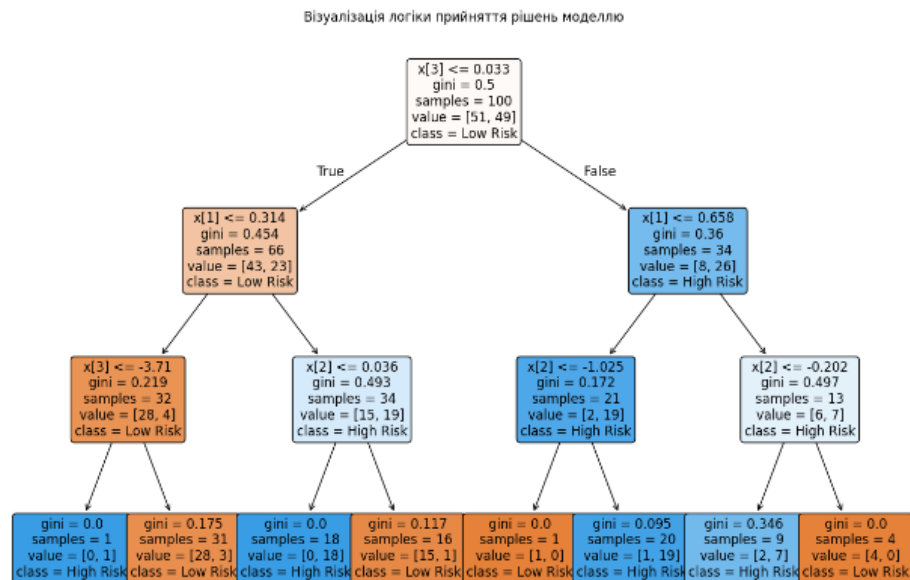 Візуалізація логіки прийняття рішень моделлю
x[3] <= 0.033
gini = 0.5
samples = 100
value = [51, 49]
class = Low Risk
True
False
x[1] <= 0.314
gini = 0.454
samples = 66
value = [43, 23]
class = Low Risk
x[1] <= 0.658
gini = 0.36
samples = 34
value = [8, 26]
class = High Risk
x[3] <= -3.71
gini = 0.219
samples = 32
value = [28, 4]
class = Low Risk
x[2] <= 0.036
gini = 0.493
samples = 34
value = [15, 19]
class = High Risk
x[2] <= -1.025
gini = 0.172
samples = 21
value = [2, 19]
class = High Risk
x[2] <= -0.202
gini = 0.497
samples = 13
value = [6, 7]
class = High Risk
gini = 0.0
samples = 1
value = [0, 1]
class = High Risk
gini = 0.175
samples = 31
value = [28, 3]
class = Low Risk
gini = 0.0
samples = 18
value = [0, 18]
class = High Risk
gini = 0.117
samples = 16
value = [15, 1]
class = Low Risk
gini = 0.0
samples = 1
value = [1, 0]
class = Low Risk
gini = 0.095
samples = 20
value = [1, 19]
class = High Risk
gini = 0.346
samples = 9
value = [2, 7]
class = High Risk
gini = 0.0
samples = 4
value = [4, 0]
class = Low Risk